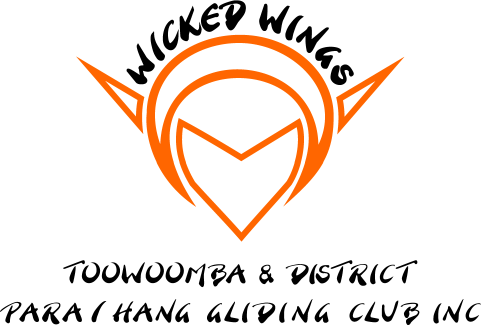 WICKED WINGS
TOOWOOMBA & DISTRICT
PARA / HANG GLIDING CLUB INC